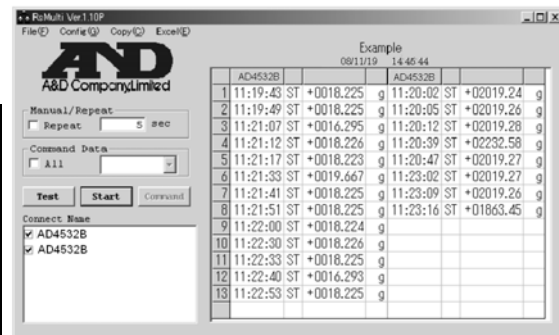 RsMulti Ver.1.10P
File(F) Config(G) Copy(C) Excel(E)
AND
A&D Company,Limited
Example
08/11/19 14:45:44
Manual/Repeat
Repeat 5 sec
Command Data
All
Test Start Command
Connect Name
AD4532B
AD4532B
AD4532B AD4532B
1 11:19:43 ST +0018.225 g 11:20:02 ST +02019.24 g
2 11:19:49 ST +0018.225 g 11:20:05 ST +02019.26 g
3 11:21:07 ST +0016.295 g 11:20:12 ST +02019.28 g
4 11:21:12 ST +0018.226 g 11:20:39 ST +02232.58 g
5 11:21:17 ST +0018.223 g 11:20:47 ST +02019.27 g
6 11:21:33 ST +0019.667 g 11:23:02 ST +02019.27 g
7 11:21:41 ST +0018.225 g 11:23:09 ST +02019.26 g
8 11:21:51 ST +0018.225 g 11:23:16 ST +01863.45 g
9 11:22:00 ST +0018.224 g
10 11:22:30 ST +0018.226 g
11 11:22:33 ST +0018.225 g
12 11:22:40 ST +0016.293 g
13 11:22:53 ST +0018.225 g